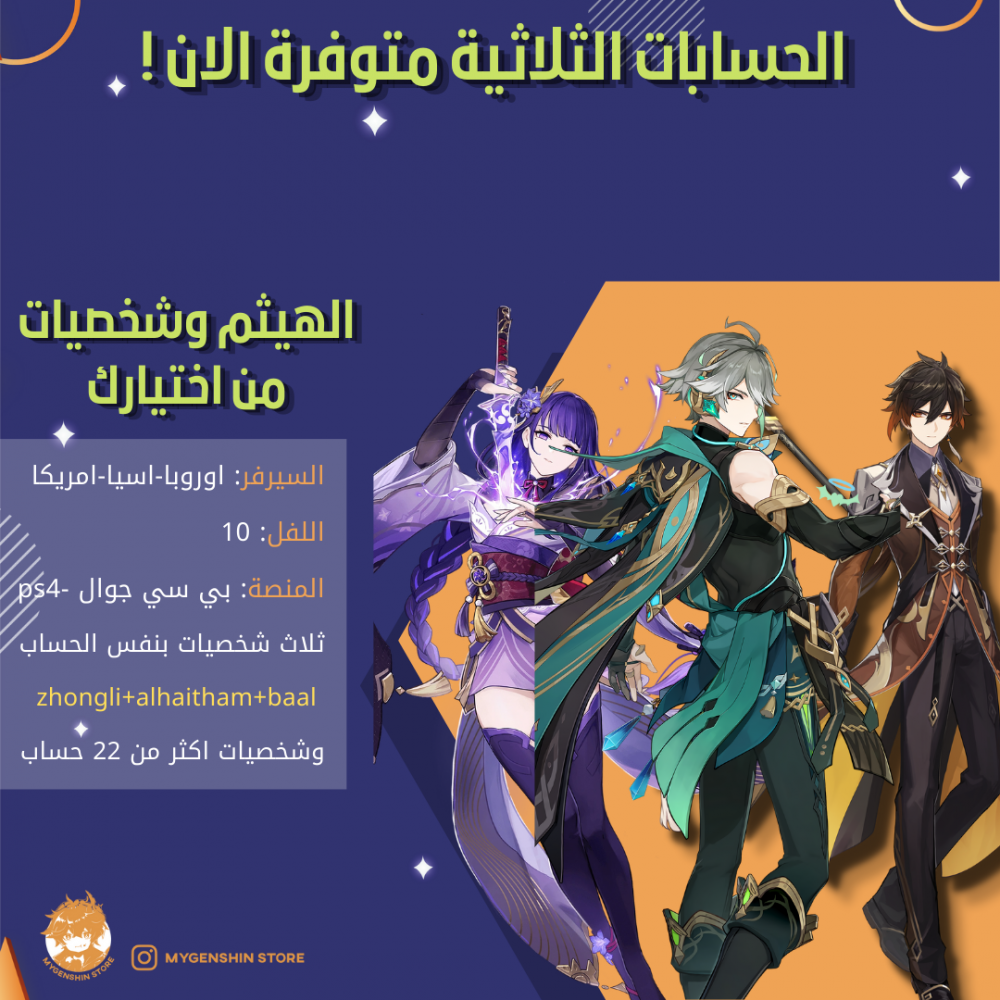 الحسابات الثلاثية متوفرة الان !
الهيثم وشخصيات
من اختيارك
السيرفر: اوروبا-اسيا-امريكا
اللفل: 10
المنصة: بي سي جوال -ps4
ثلاث شخصيات بنفس الحساب
zhongli+alhaitham+baal
وشخصيات اكثر من 22 حساب
MYGENSHIN STORE
MYGENSHIN STORE